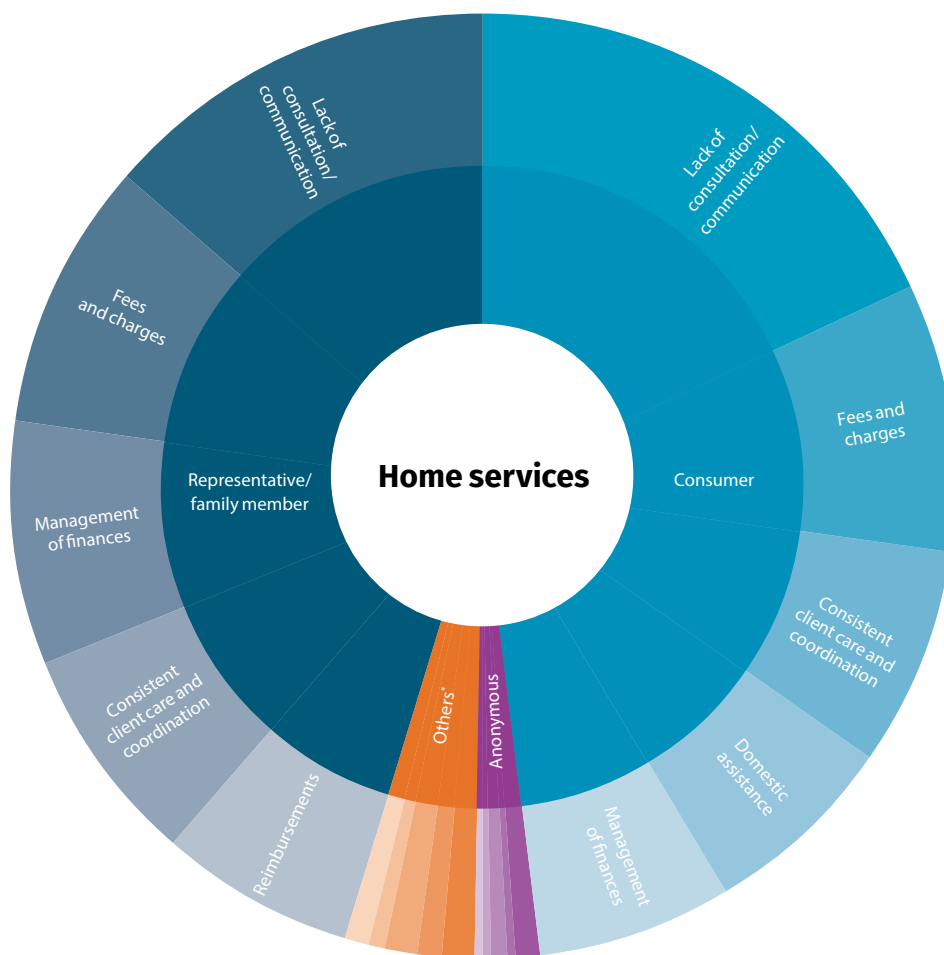 Lack of
consultation/
communication
Lack of
consultation/
communication
Fees
and charges
Fees and
charges
Home services
Representative/
family member
Consumer
Management
of finances
Consistent
client care and
coordination
Consistent
client care and
coordination
Others*
Anonymous
Domestic
assistance
Reimbursements
Management
of finances